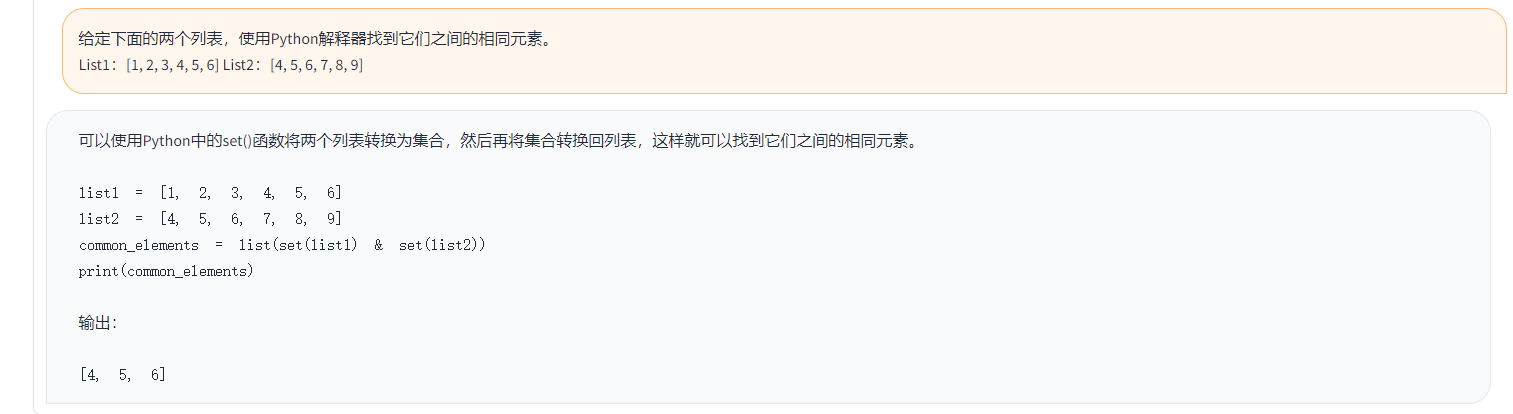 给定下面的两个列表，使用Python解释器找到它们之间的相同元素。
List1：[1, 2, 3, 4, 5, 6] List2：[4, 5, 6, 7, 8, 9]
可以使用Python中的set()函数将两个列表转换为集合，然后再将集合转换回列表，这样就可以找到它们之间的相同元素。
list1 = [1, 2, 3, 4, 5, 6]
list2 = [4, 5, 6, 7, 8, 9]
common_elements = list(set(list1) & set(list2))
print(common_elements)
输出：
[4, 5, 6]